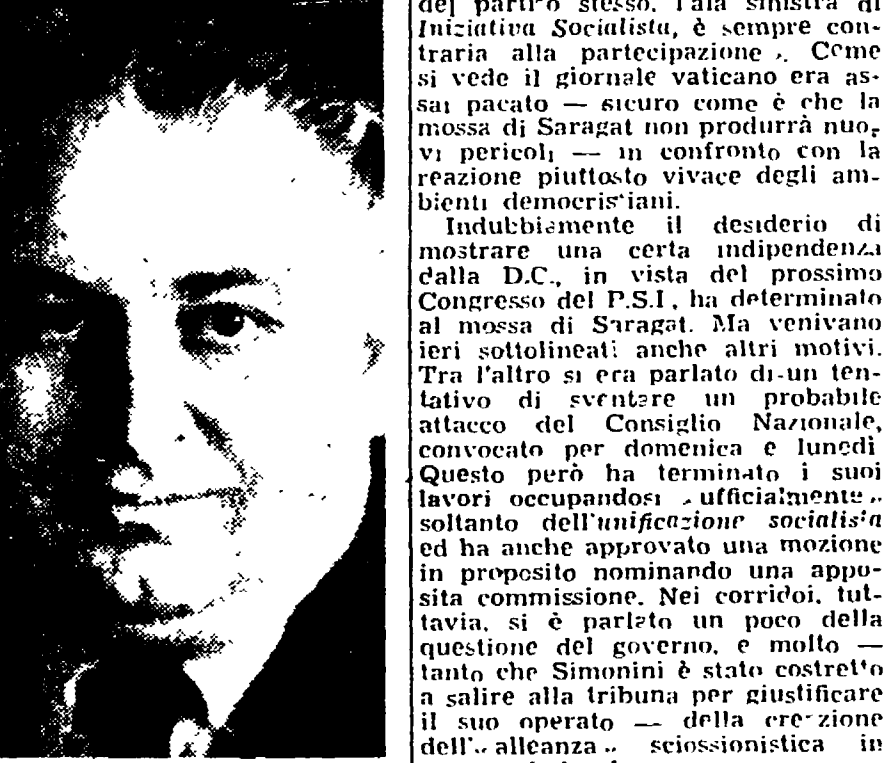 del partito stesso, l'ala sinistra di
Iniziativa Socialista, è sempre con-
traria alla partecipazione ». Come
si vede il giornale vaticano era as-
sai pacato — sicuro come è che la
mossa di Saragat non produrrà nuo-
vi pericoli — in confronto con la
reazione piuttosto vivace degli am-
bienti democristiani.
Indubbiamente il desiderio di
mostrare una certa indipendenza
dalla D.C., in vista del prossimo
Congresso del P.S.I, ha determinato
al mossa di Saragat. Ma venivano
ieri sottolineati anche altri motivi.
Tra l'altro si era parlato di un ten-
tativo di sventare un probabile
attacco del Consiglio Nazionale,
convocato per domenica e lunedì
Questo però ha terminato i suoi
lavori occupandosi « ufficialmente »
soltanto dell'unificazione socialista
ed ha anche approvato una mozione
in proposito nominando una appo-
sita commissione. Nei corridoi, tut-
tavia, si è parlato un poco della
questione del governo, e molto —
tanto che Simonini è stato costretto
a salire alla tribuna per giustificare
il suo operato — della creazione
dell'« alleanza » scissionistica in